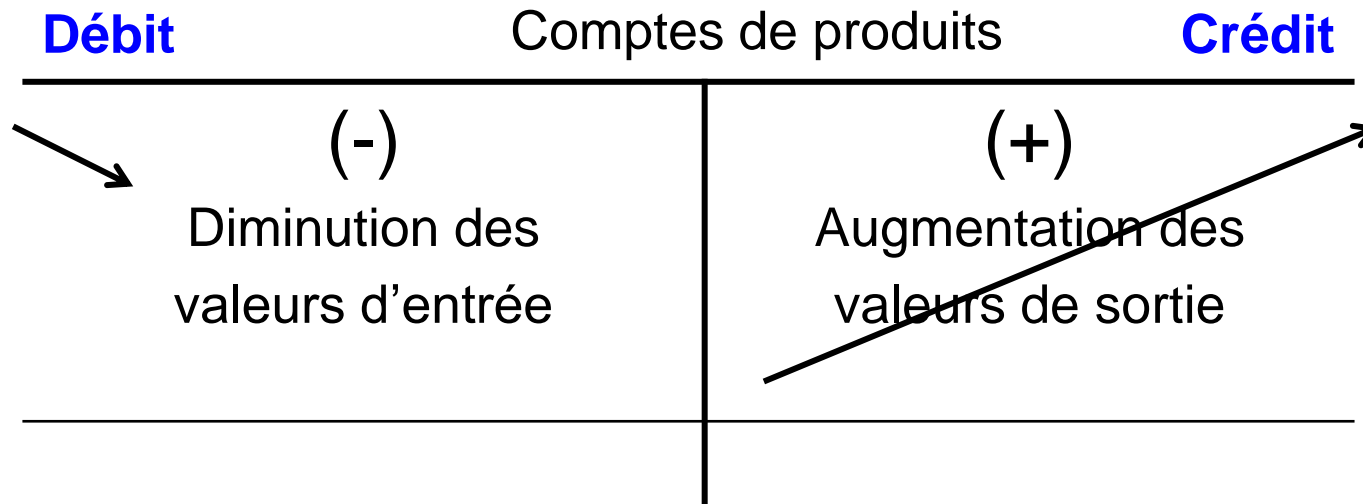 Débit Comptes de produits Crédit
(-) (+)
Diminution des Augmentation des
valeurs d’entrée valeurs de sortie